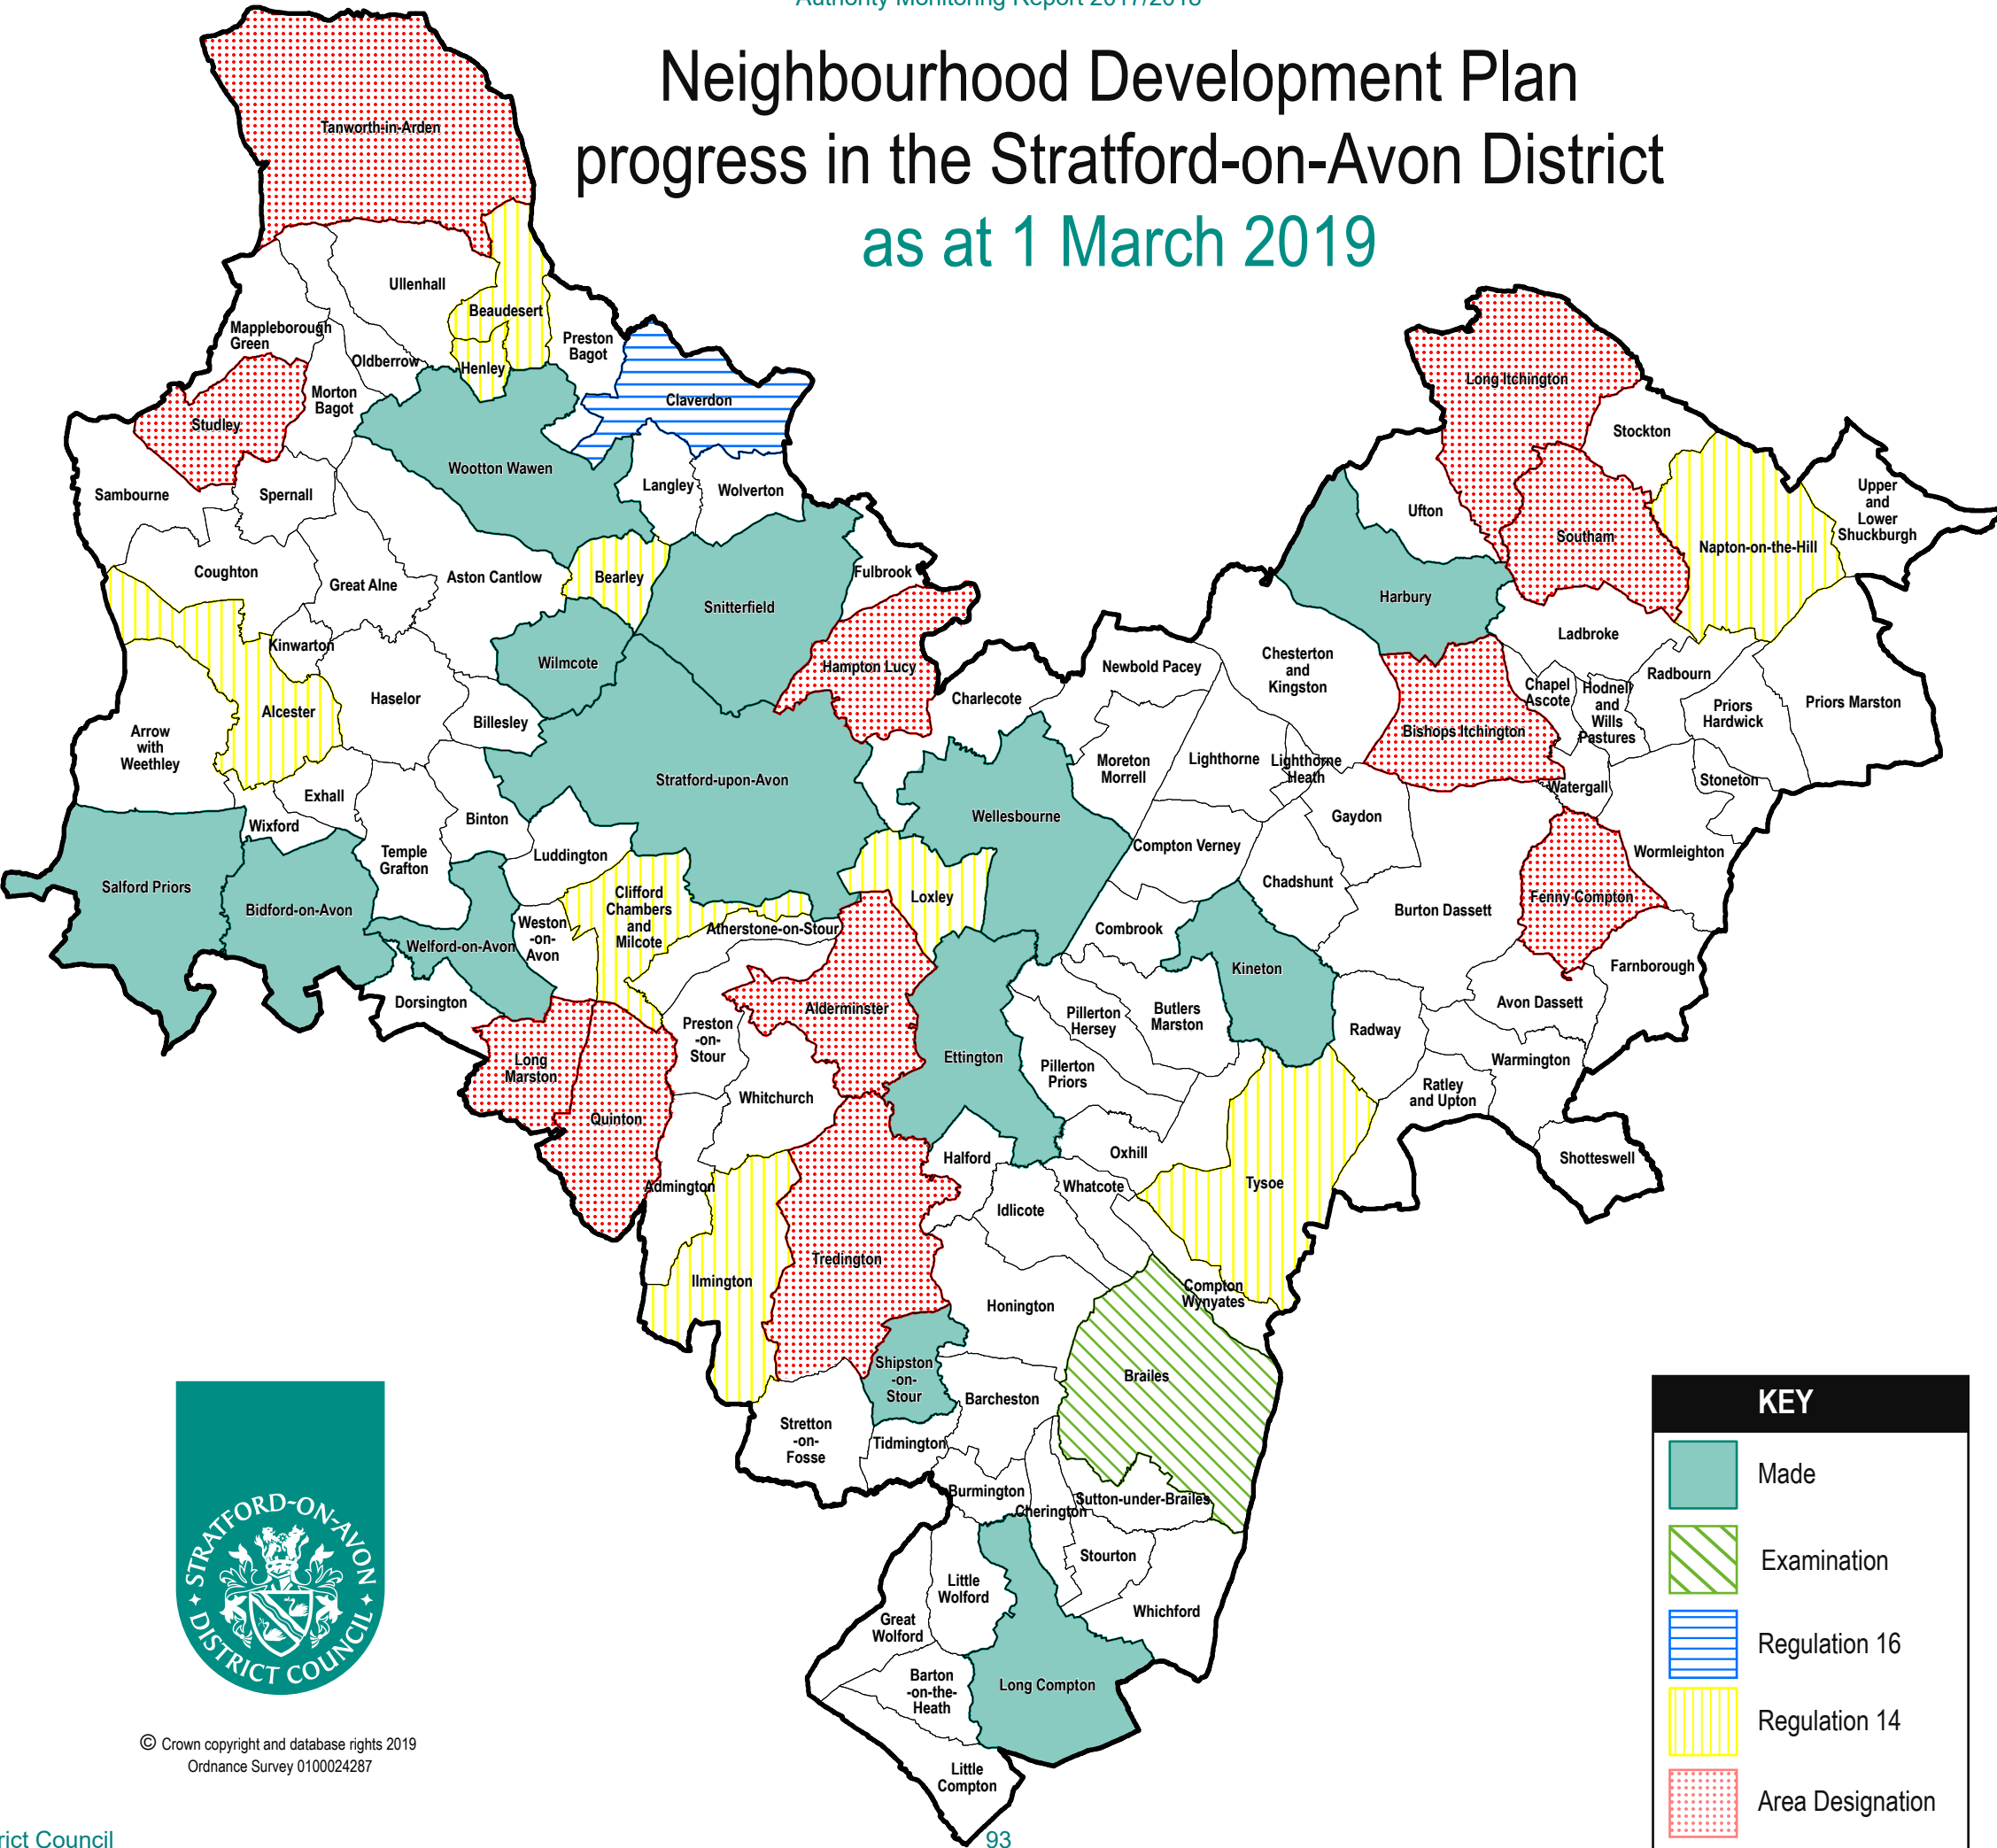 Authority Monitoring Report 2017/2018
Neighbourhood Development Plan
progress in the Stratford-on-Avon District
as at 1 March 2019
Tanworth-in-Arden
Ullenhall
Beaudesert
Mappleborough
Green
Oldberrow
Henley
Preston
Bagot
Morton
Bagot
Claverdon
Studley
Long Itchington
Stockton
Wootton Wawen
Sambourne
Spernall
Langley
Wolverton
Ufton
Upper
and
Lower
Shuckburgh
Southam
Napton-on-the-Hill
Coughton
Great Alne
Aston Cantlow
Bearley
Fulbrook
Snitterfield
Harbury
Kinwarton
Wilmcote
Hampton Lucy
Ladbroke
Newbold Pacey
Chesterton
and
Kingston
Radbourn
Haselor
Charlecote
Chapel
Ascote
Hodnell
and
Wills
Pastures
Priors
Hardwick
Priors Marston
Alcester
Billesley
Arrow
with
Weethley
Bishops Itchington
Moreton
Morrell
Lighthorne
Lighthorne
Heath
Stratford-upon-Avon
Stoneton
Watergall
Exhall
Wixford
Binton
Wellesbourne
Gaydon
Temple
Grafton
Luddington
Compton Verney
Wormleighton
Salford Priors
Bidford-on-Avon
Clifford
Chambers
and
Milcote
Loxley
Chadshunt
Fenny Compton
Burton Dassett
Weston
-on-
Avon
Atherstone-on-Stour
Combrook
Welford-on-Avon
Kineton
Farnborough
Dorsington
Alderminster
Avon Dassett
Preston
-on-
Stour
Pillerton
Hersey
Butlers
Marston
Radway
Long
Marston
Ettington
Pillerton
Priors
Warmington
Whitchurch
Ratley
and Upton
Quinton
Halford
Oxhill
Shotteswell
Admington
Whatcote
Tysoe
Idlicote
Tredington
Ilmington
Compton
Wynyates
Honington
Shipston
-on-
Stour
Brailes
Barcheston
Stretton
-on-
Fosse
Tidmington
Burmington
Cherington
Sutton-under-Brailes
Stourton
Little
Wolford
Great
Wolford
Whichford
Barton
-on-the-
Heath
Long Compton
Little
Compton
KEY
Made
Examination
Regulation 16
Regulation 14
Area Designation
STRATFORD-ON-AVON
DISTRICT COUNCIL
© Crown copyright and database rights 2019
Ordnance Survey 0100024287
rict Council
93